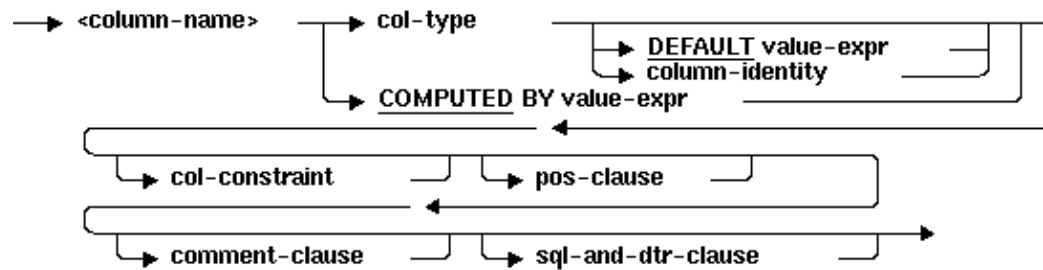 <column-name> col-type
DEFAULT value-expr
column-identity
COMPUTED BY value-expr
col-constraint pos-clause
comment-clause sql-and-dtr-clause